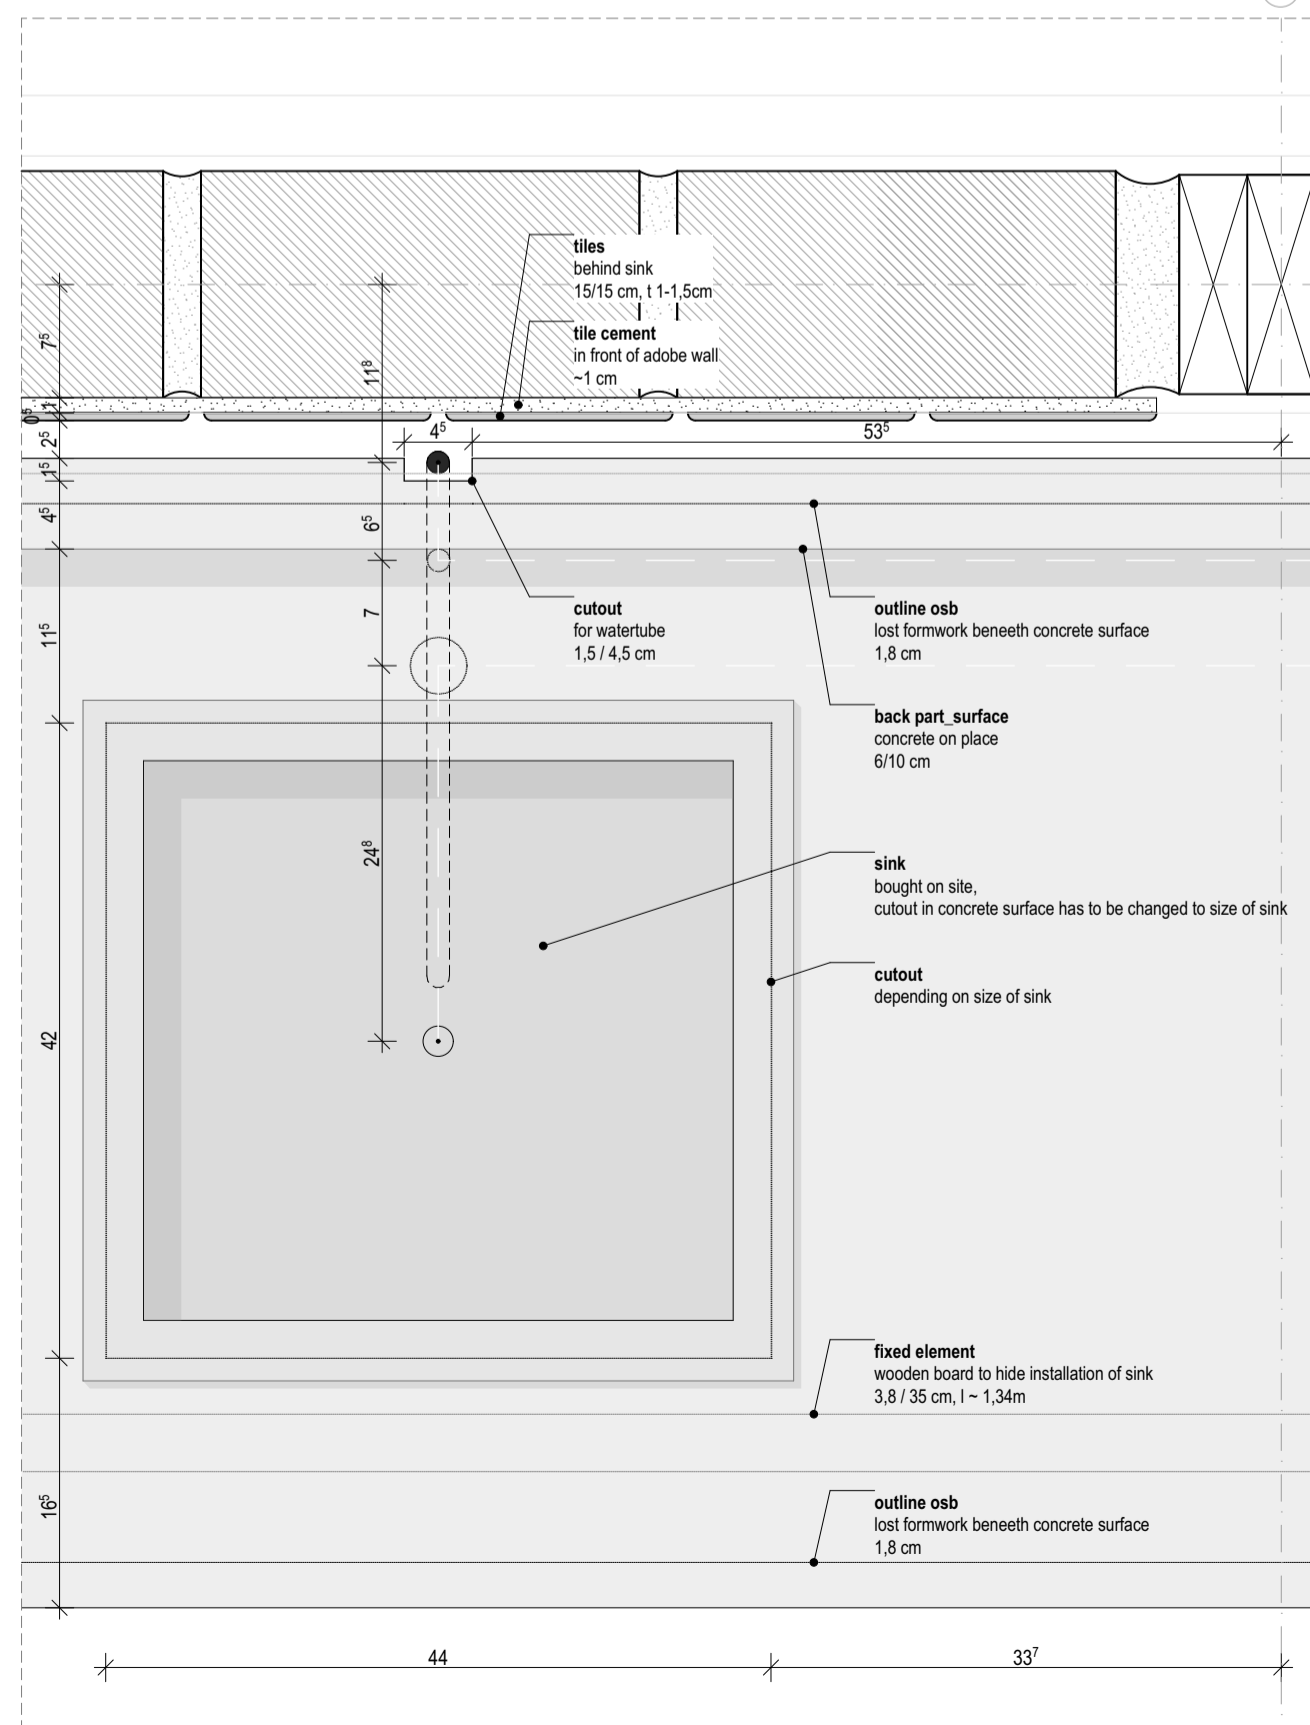 tiles
behind sink
15/15 cm, t 1-1,5cm
tile cement
in front of adobe wall
~1 cm
7⁵
11⁸
1
0⁵
2⁵
1⁵
4⁵
4⁵
53⁵
6⁵
7
11⁵
cutout
for watertube
1,5 / 4,5 cm
outline osb
lost formwork beneeth concrete surface
1,8 cm
back part_surface
concrete on place
6/10 cm
24⁸
sink
bought on site,
cutout in concrete surface has to be changed to size of sink
cutout
depending on size of sink
42
fixed element
wooden board to hide installation of sink
3,8 / 35 cm, l ~ 1,34m
16⁵
outline osb
lost formwork beneeth concrete surface
1,8 cm
44
33⁷